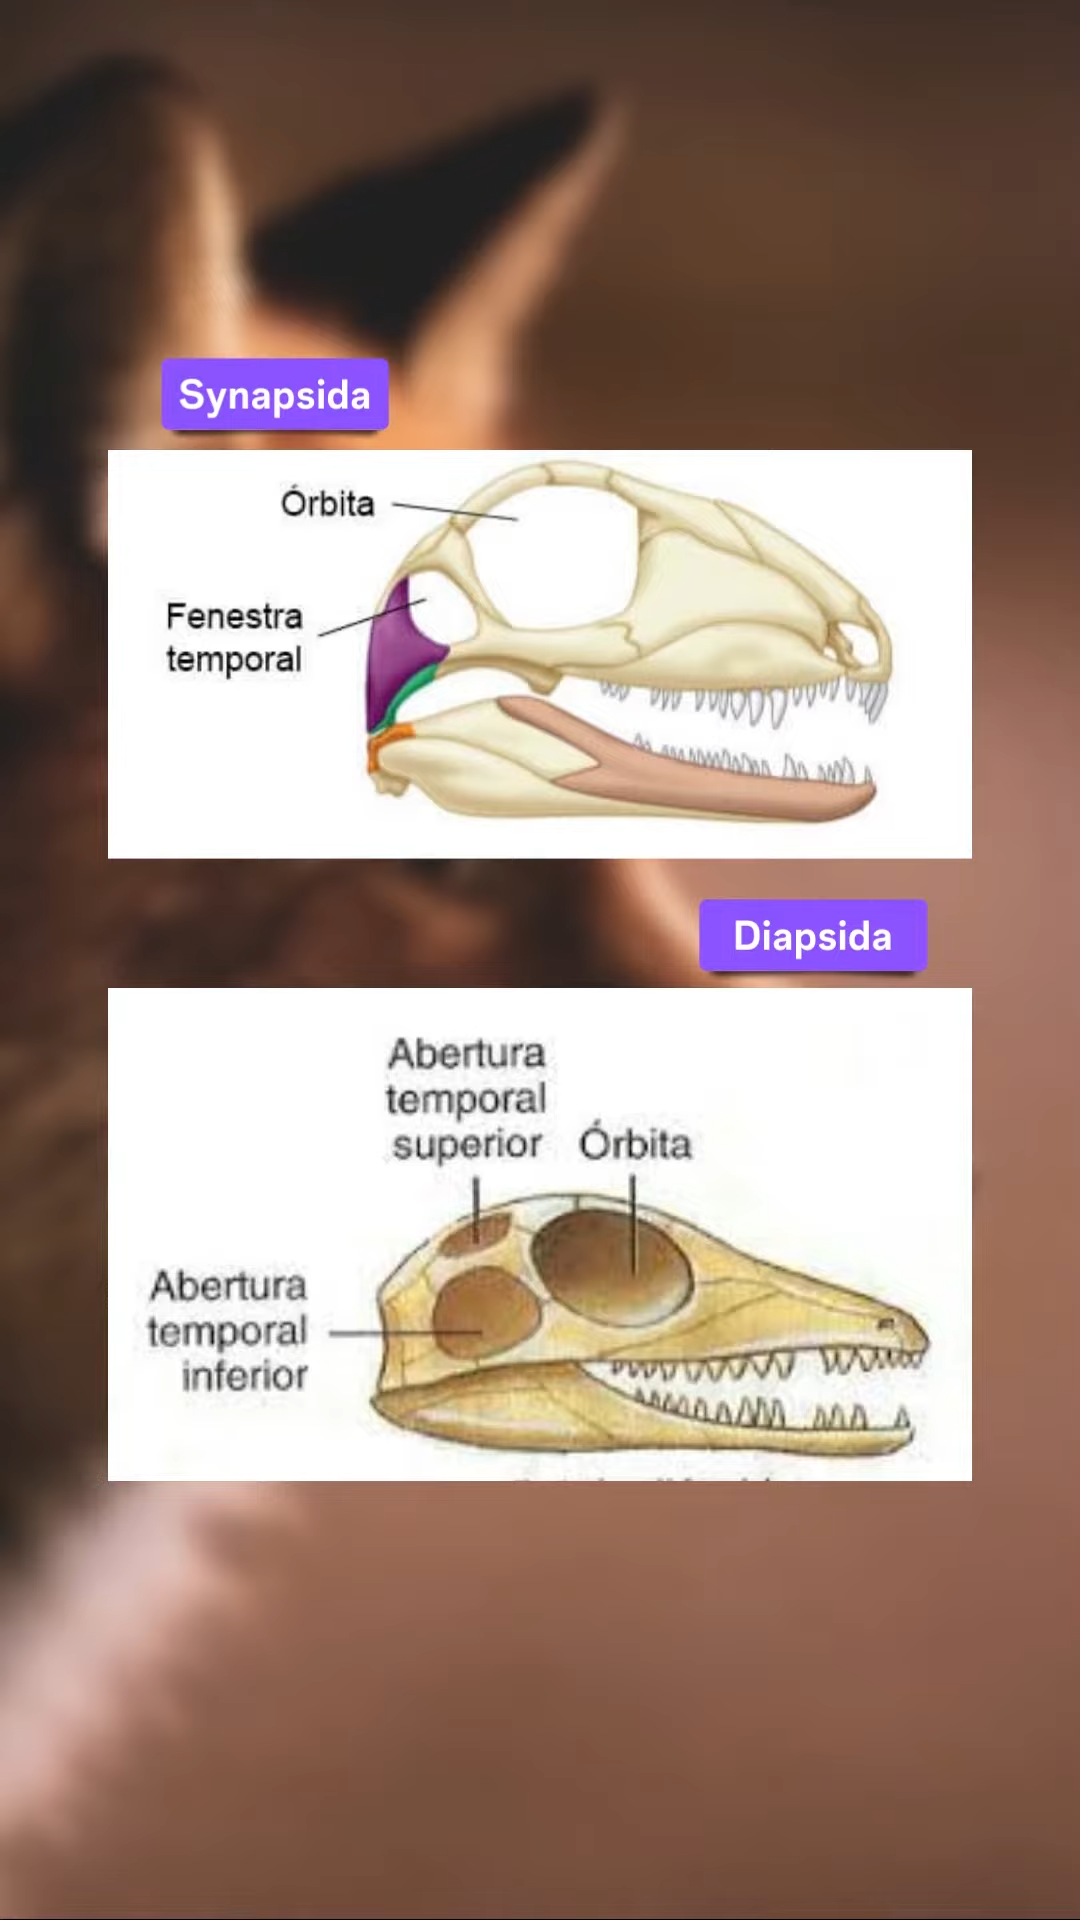 Synapsida
Órbita
Fenestra
temporal
Diapsida
Abertura
temporal
superior
Órbita
Abertura
temporal
inferior